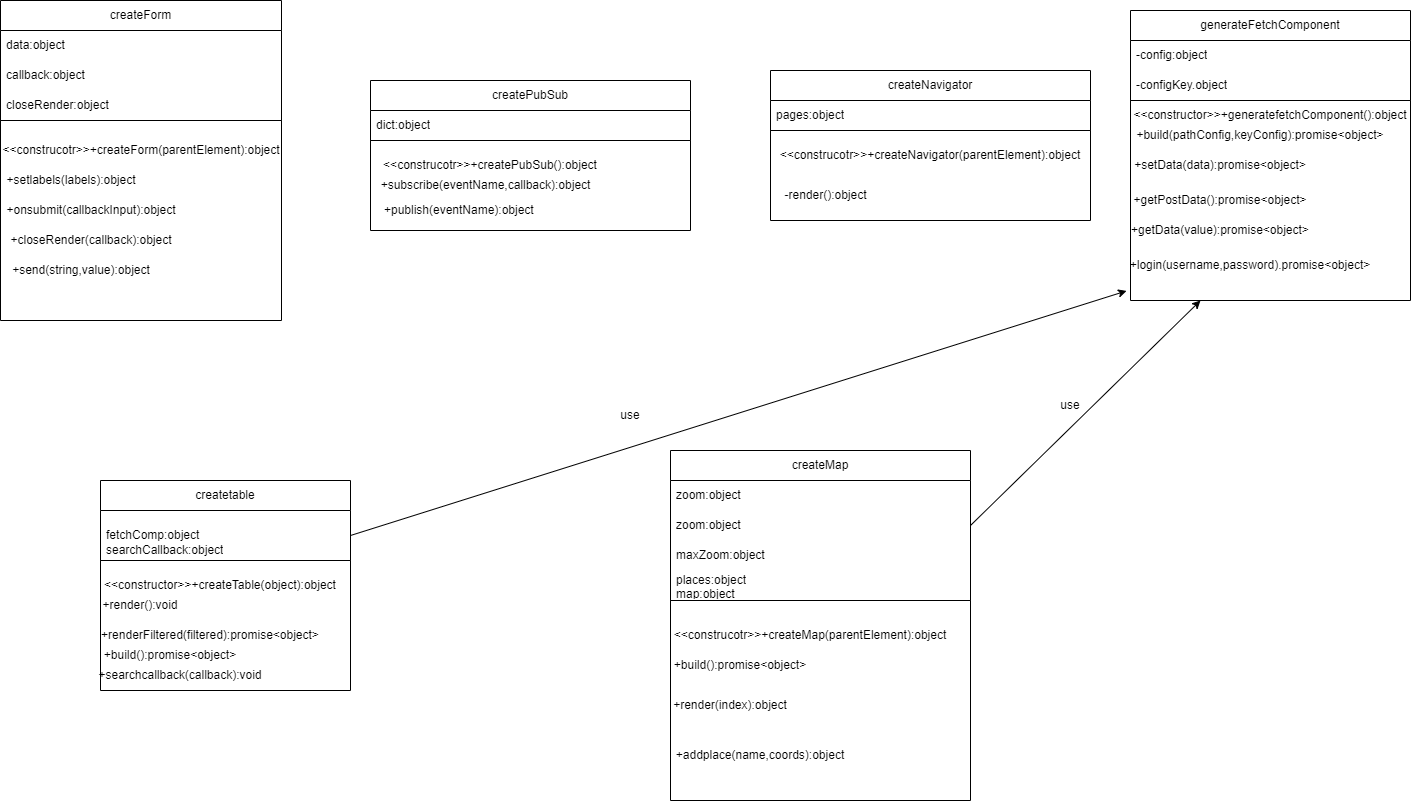 createForm
data:object
callback:object
closeRender:object
<<construcotr>>+createForm(parentElement):object
+setlabels(labels):object
+onsubmit(callbackInput):object
+closeRender(callback):object
+send(string,value):object
createPubSub
dict:object
<<construcotr>>+createPubSub():object
+subscribe(eventName,callback):object
+publish(eventName):object
createNavigator
pages:object
<<construcotr>>+createNavigator(parentElement):object
-render():object
generateFetchComponent
-config:object
-configKey.object
<<constructor>>+generatefetchComponent():object
+build(pathConfig,keyConfig):promise<object>
+setData(data):promise<object>
+getPostData():promise<object>
+getData(value):promise<object>
+login(username,password).promise<object>
use
use
createtable
fetchComp:object
searchCallback:object
<<constructor>>+createTable(object):object
+render():void
+renderFiltered(filtered):promise<object>
+build():promise<object>
+searchcallback(callback):void
createMap
zoom:object
zoom:object
maxZoom:object
places:object
map:object
<<construcotr>>+createMap(parentElement):object
+build():promise<object>
+render(index):object
+addplace(name,coords):object